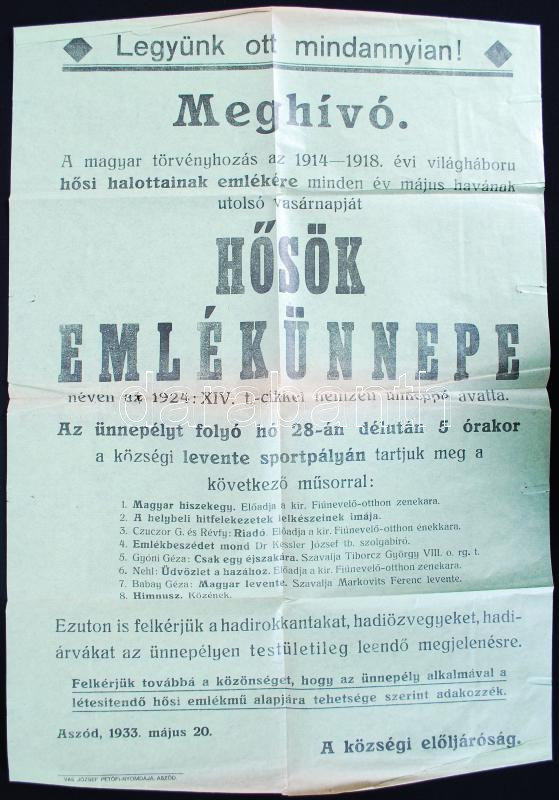 Legyünk ott mindannyian!
Meghívó.
A magyar törvényhozás az 1914—1918. évi világháboru
hősi halottainak emlékére minden év május havának
utolsó vasárnapját
HŐSÖK
EMLÉKÜNNEPE
néven az 1924: XIV. t.-cikkel nemzeti ünneppé avatta.
Az ünnepélyt folyó hó 28-án délután 5 órakor
a községi levente sportpályán tartjuk meg a
következő műsorral:
1. Magyar hiszekegy. Előadja a kir. Fiúnevelő-otthon zenekara.
2. A helybeli hitfelekezetek lelkészeinek imája.
3. Czuczor G. és Révfy: Riadó. Előadja a kir. Fiúnevelő-otthon énekkara.
4. Emlékbeszédet mond Dr Kessler József tb. szolgabíró.
5. Gyóni Géza: Csak egy éjszakára. Szavalja Tiborcz György VIII. o. rg. t.
6. Nehl: Üdvözlet a hazához. Előadja a kir. Fiúnevelő-otthon zenekara.
7. Babay Géza: Magyar levente. Szavalja Markovits Ferenc levente.
8. Himnusz. Közének.
Ezuton is felkérjük a hadirokkantakat, hadiözvegyeket, hadi-
árvákat az ünnepélyen testületileg leendő megjelenésre.
Felkérjük továbbá a közönséget, hogy az ünnepély alkalmával a
létesitendő hősi emlékmű alapjára tehetsége szerint adakozzék.
Aszód, 1933. május 20.
A községi előljáróság.
VAS JÓZSEF PETŐFI-NYOMDÁJA, ASZÓD.
darabanth